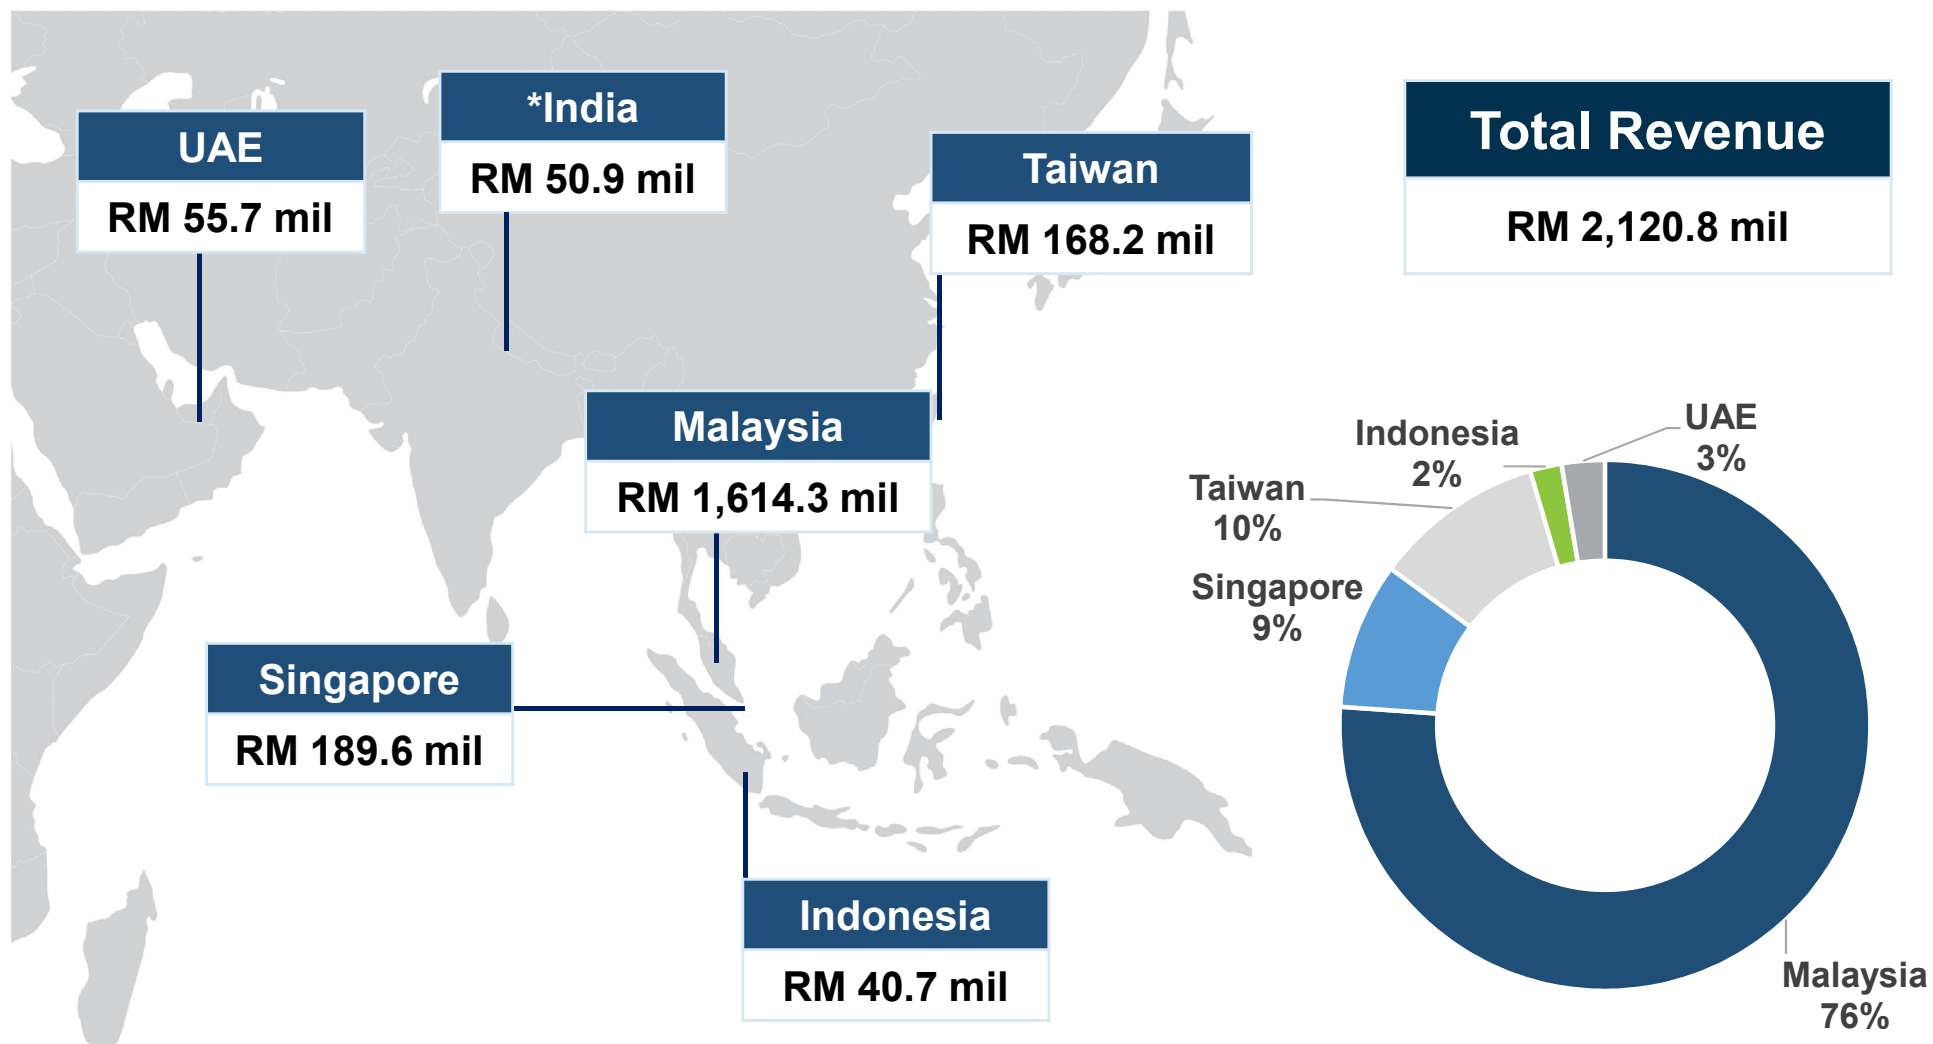 UAE
RM 55.7 mil
*India
RM 50.9 mil
Taiwan
RM 168.2 mil
Malaysia
RM 1,614.3 mil
Singapore
RM 189.6 mil
Indonesia
RM 40.7 mil
Total Revenue
RM 2,120.8 mil
UAE
3%
Indonesia
2%
Taiwan
10%
Singapore
9%
Malaysia
76%